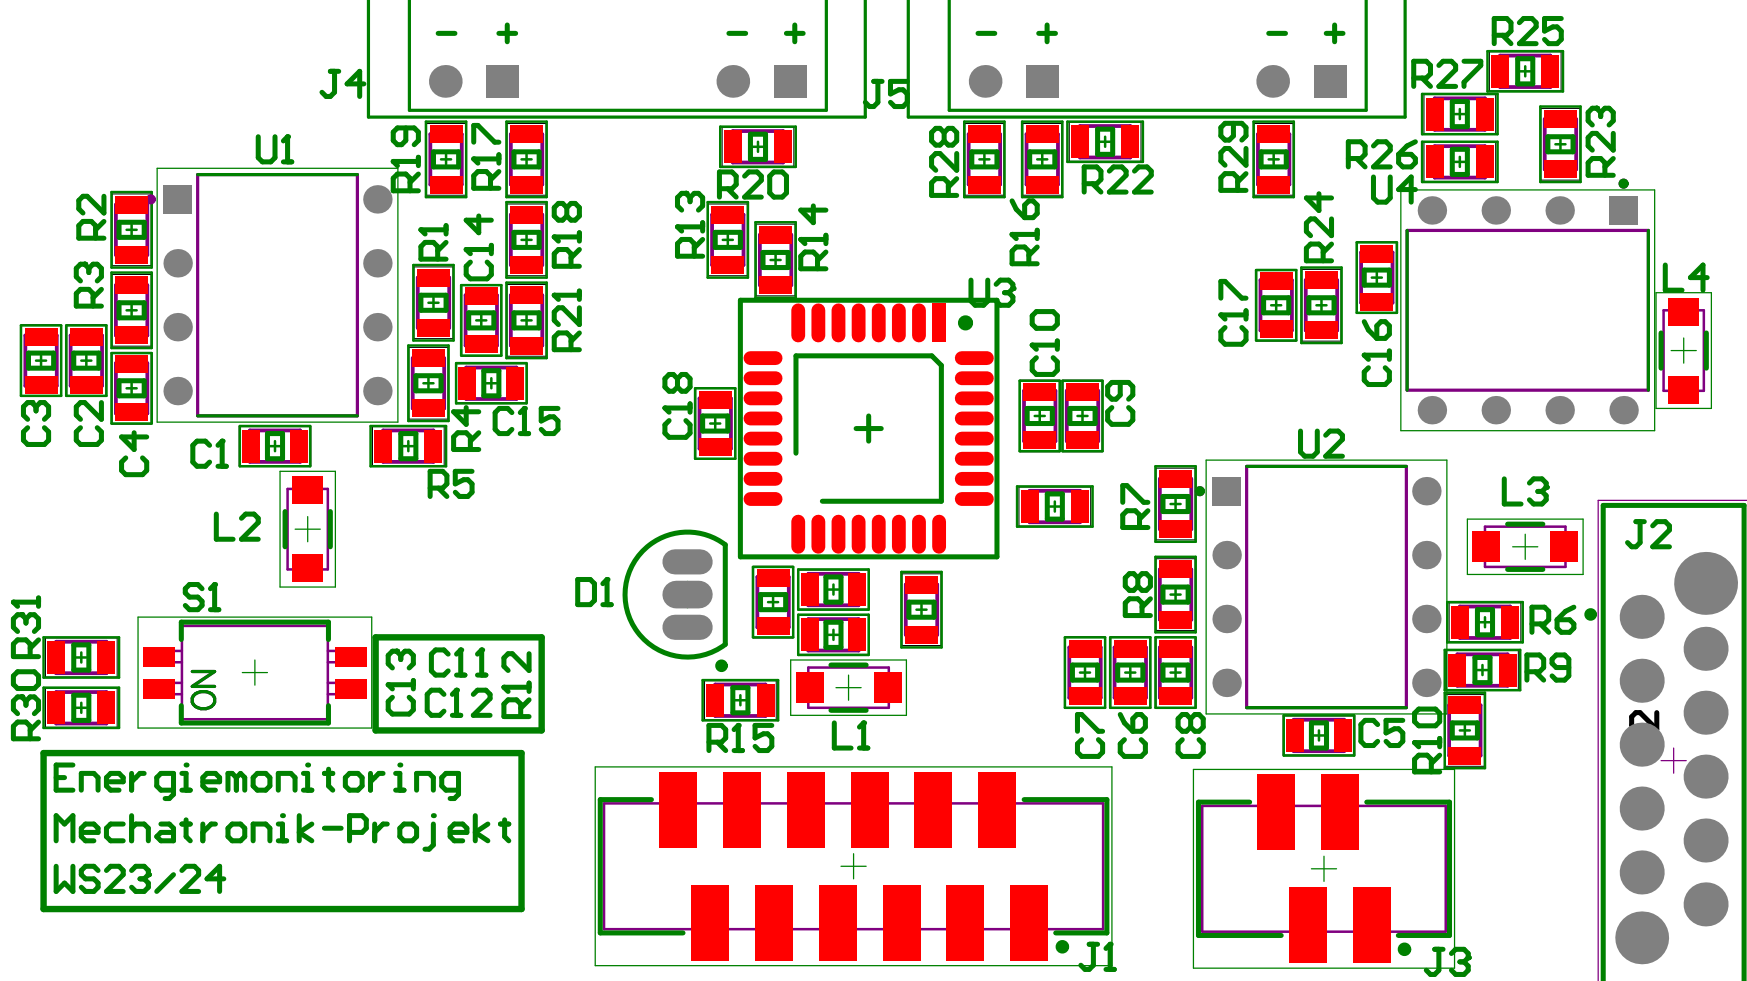 - + - +
- + - +
J4
J5
R25
R27
R23
R26
U4
U1
R19
R17
R20
R28
R22
R29
R2
R1
C14
R18
R13
R14
R16
R24
R3
U3
L4
C17
C16
R21
C10
C3
C2
C4
R4
C15
C18
C9
C1
R5
U2
L2
R7
L3
J2
S1
D1
R8
R6
R31
R30
ON
C13
C11
C12
R12
R9
R15
L1
C7
C6
C8
C5
R10
2
Energiemonitoring
Mechatronik-Projekt
WS23/24
J1
J3